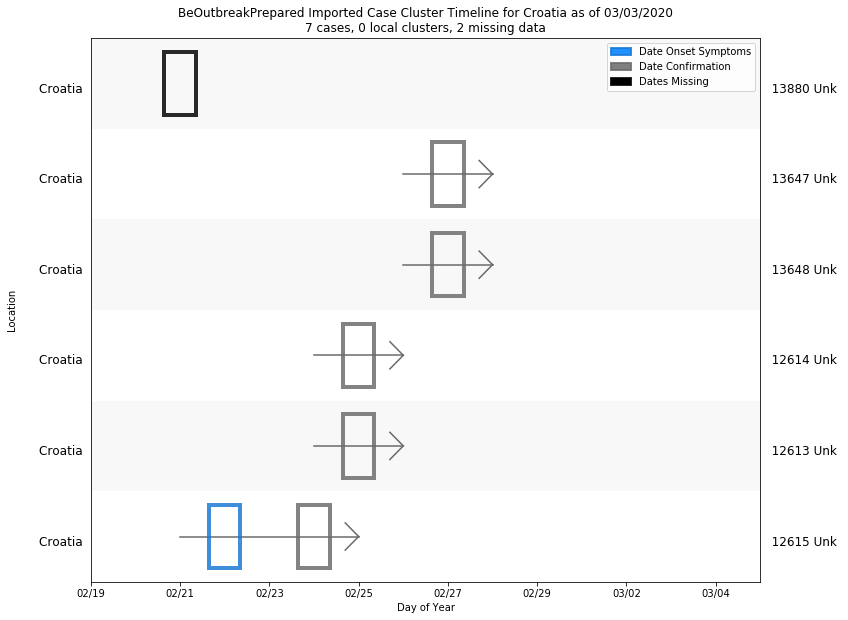 BeOutbreakPrepared Imported Case Cluster Timeline for Croatia as of 03/03/2020
7 cases, 0 local clusters, 2 missing data
Date Onset Symptoms
Date Confirmation
Dates Missing
Croatia 13880 Unk
Croatia 13647 Unk
Croatia 13648 Unk
Location
Croatia 12614 Unk
Croatia 12613 Unk
Croatia 12615 Unk
02/19 02/21 02/23 02/25 02/27 02/29 03/02 03/04
Day of Year